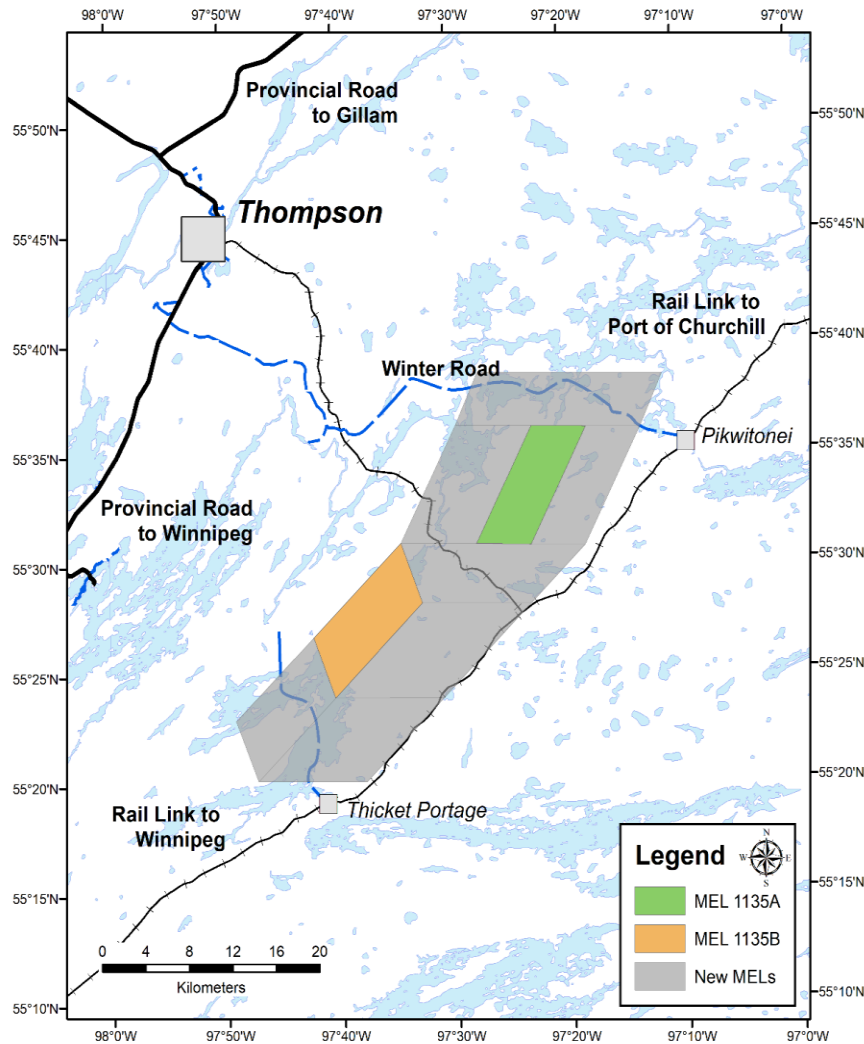 98°0'W
97°50'W
97°40'W
97°30'W
97°20'W
97°10'W
97°0'W
Provincial Road
to Gillam
55°50'N
55°50'N
Thompson
55°45'N
55°45'N
Rail Link to
Port of Churchill
55°40'N
55°40'N
Winter Road
Pikwitonei
55°35'N
55°35'N
Provincial Road
to Winnipeg
55°30'N
55°30'N
55°25'N
55°25'N
55°20'N
55°20'N
Rail Link to
Winnipeg
Thicket Portage
Legend
N
W E
S
MEL 1135A
MEL 1135B
New MELs
55°15'N
55°15'N
0 4 8 12 16 20
Kilometers
55°10'N
55°10'N
98°0'W
97°50'W
97°40'W
97°30'W
97°20'W
97°10'W
97°0'W